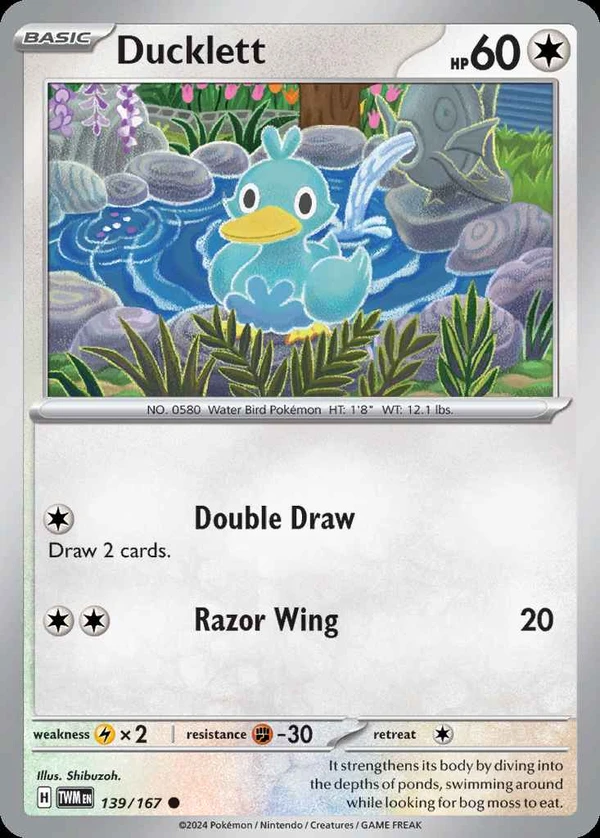 BASIC
Ducklett
HP 60
NO. 0580 Water Bird Pokémon HT: 1'8" WT: 12.1 lbs.
Double Draw
Draw 2 cards.
Razor Wing 20
weakness ×2 resistance -30 retreat
It strengthens its body by diving into
the depths of ponds, swimming around
while looking for bog moss to eat.
Illus. Shibuzoh.
H TWM EN 139/167
©2024 Pokémon / Nintendo / Creatures / GAME FREAK